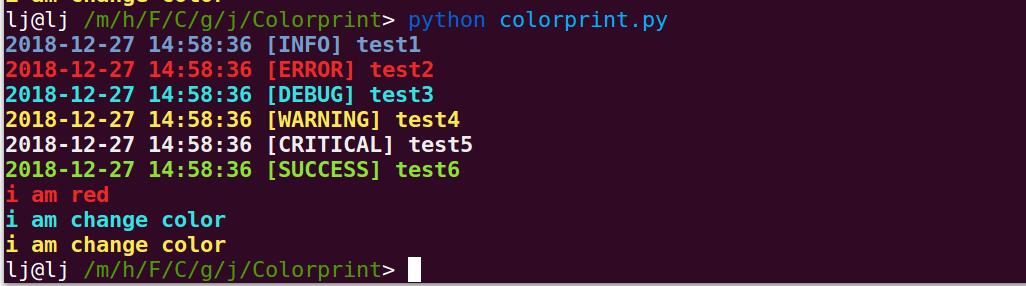 i am change color
lj@lj /m/h/F/C/g/j/Colorprint> python colorprint.py
2018-12-27 14:58:36 [INFO] test1
2018-12-27 14:58:36 [ERROR] test2
2018-12-27 14:58:36 [DEBUG] test3
2018-12-27 14:58:36 [WARNING] test4
2018-12-27 14:58:36 [CRITICAL] test5
2018-12-27 14:58:36 [SUCCESS] test6
i am red
i am change color
i am change color
lj@lj /m/h/F/C/g/j/Colorprint>